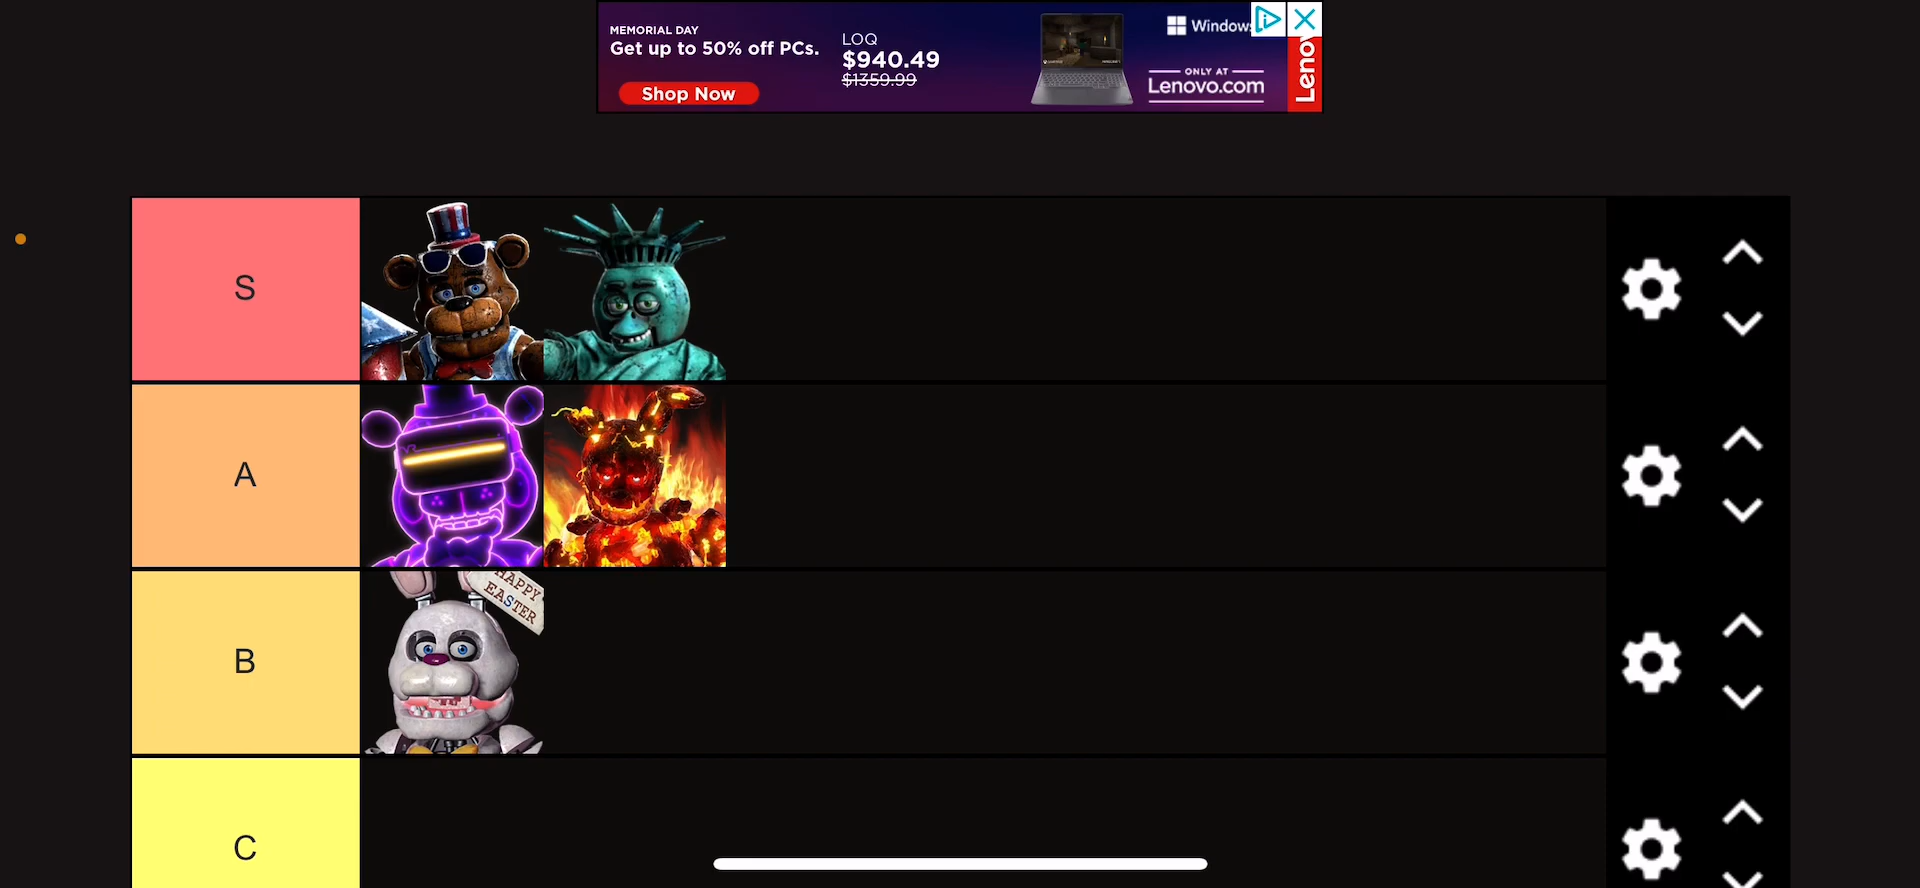 MEMORIAL DAY
Get up to 50% off PCs.
Shop Now
LOQ
$940.49
$1359.99
Windows
ONLY AT
Lenovo.com
Lenovo
S
A
B
HAPPY
EASTER
C